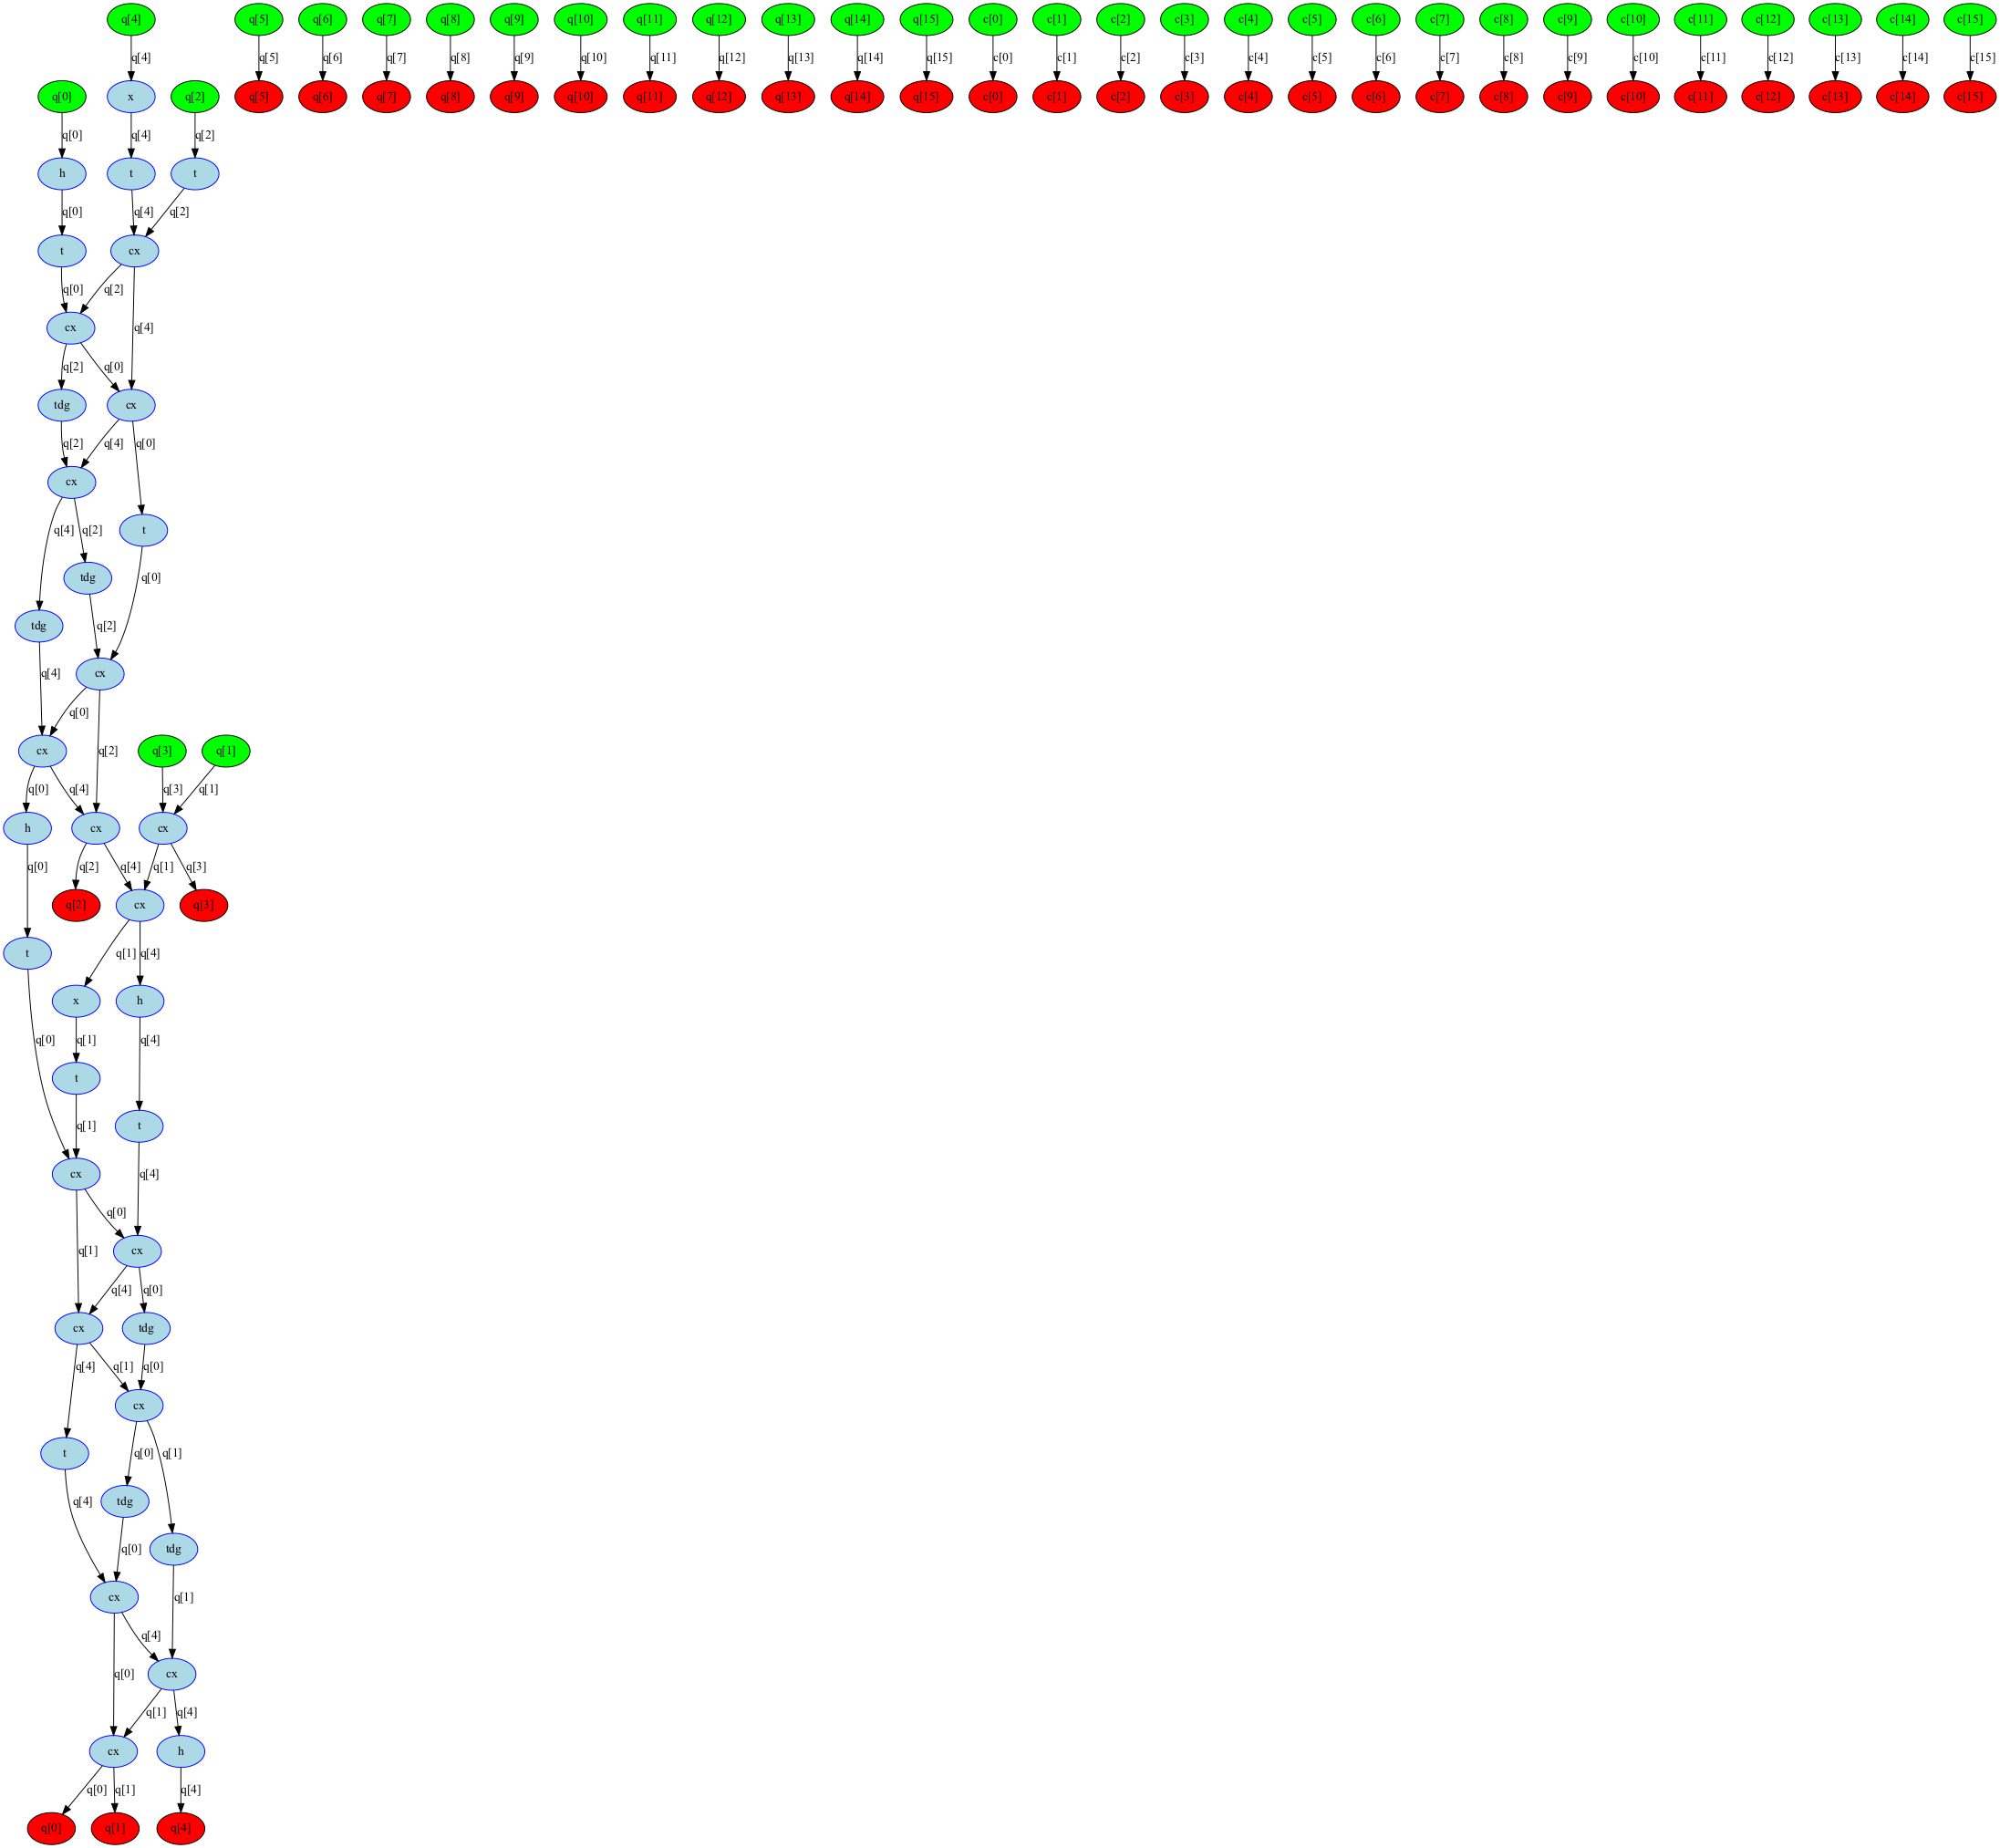 q[4] q[5] q[6] q[7] q[8] q[9] q[10] q[11] q[12] q[13] q[14] q[15] c[0] c[1] c[2] c[3] c[4] c[5] c[6] c[7] c[8] c[9] c[10] c[11] c[12] c[13] c[14] c[15]
q[4] q[5] q[6] q[7] q[8] q[9] q[10] q[11] q[12] q[13] q[14] q[15] c[0] c[1] c[2] c[3] c[4] c[5] c[6] c[7] c[8] c[9] c[10] c[11] c[12] c[13] c[14] c[15]
q[0] x q[2] q[5] q[6] q[7] q[8] q[9] q[10] q[11] q[12] q[13] q[14] q[15] c[0] c[1] c[2] c[3] c[4] c[5] c[6] c[7] c[8] c[9] c[10] c[11] c[12] c[13] c[14] c[15]
q[0] q[4] q[2]
h t t
q[0] q[4] q[2]
t cx
q[0] q[2]
cx q[4]
q[2] q[0]
tdg cx
q[2] q[4] q[0]
cx
q[4] q[2] t
tdg q[0]
tdg q[2]
q[4] cx
q[0]
cx q[2] q[3] q[1]
q[0] q[4] q[3] q[1]
h cx cx
q[0] q[2] q[4] q[1] q[3]
q[2] cx q[3]
t q[1] q[4]
x h
q[0] q[1] q[4]
t
q[1] t
cx q[4]
q[0]
q[1] cx
q[4] q[0]
cx tdg
q[4] q[1] q[0]
cx
t q[0] q[1]
q[4] tdg
q[0] tdg
cx q[1]
q[4]
q[0] cx
q[1] q[4]
cx h
q[0] q[1] q[4]
q[0] q[1] q[4]